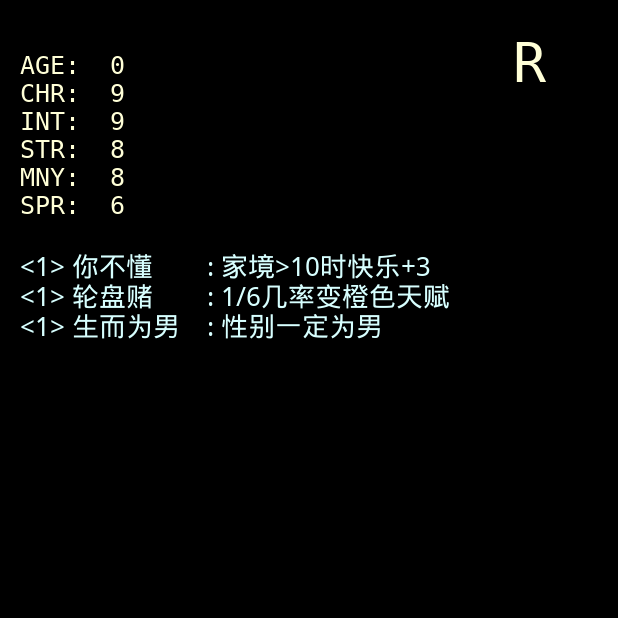 R
AGE: 0
CHR: 9
INT: 9
STR: 8
MNY: 8
SPR: 6
<1> 你不懂 : 家境>10时快乐+3
<1> 轮盘赌 : 1/6几率变橙色天赋
<1> 生而为男 : 性别一定为男